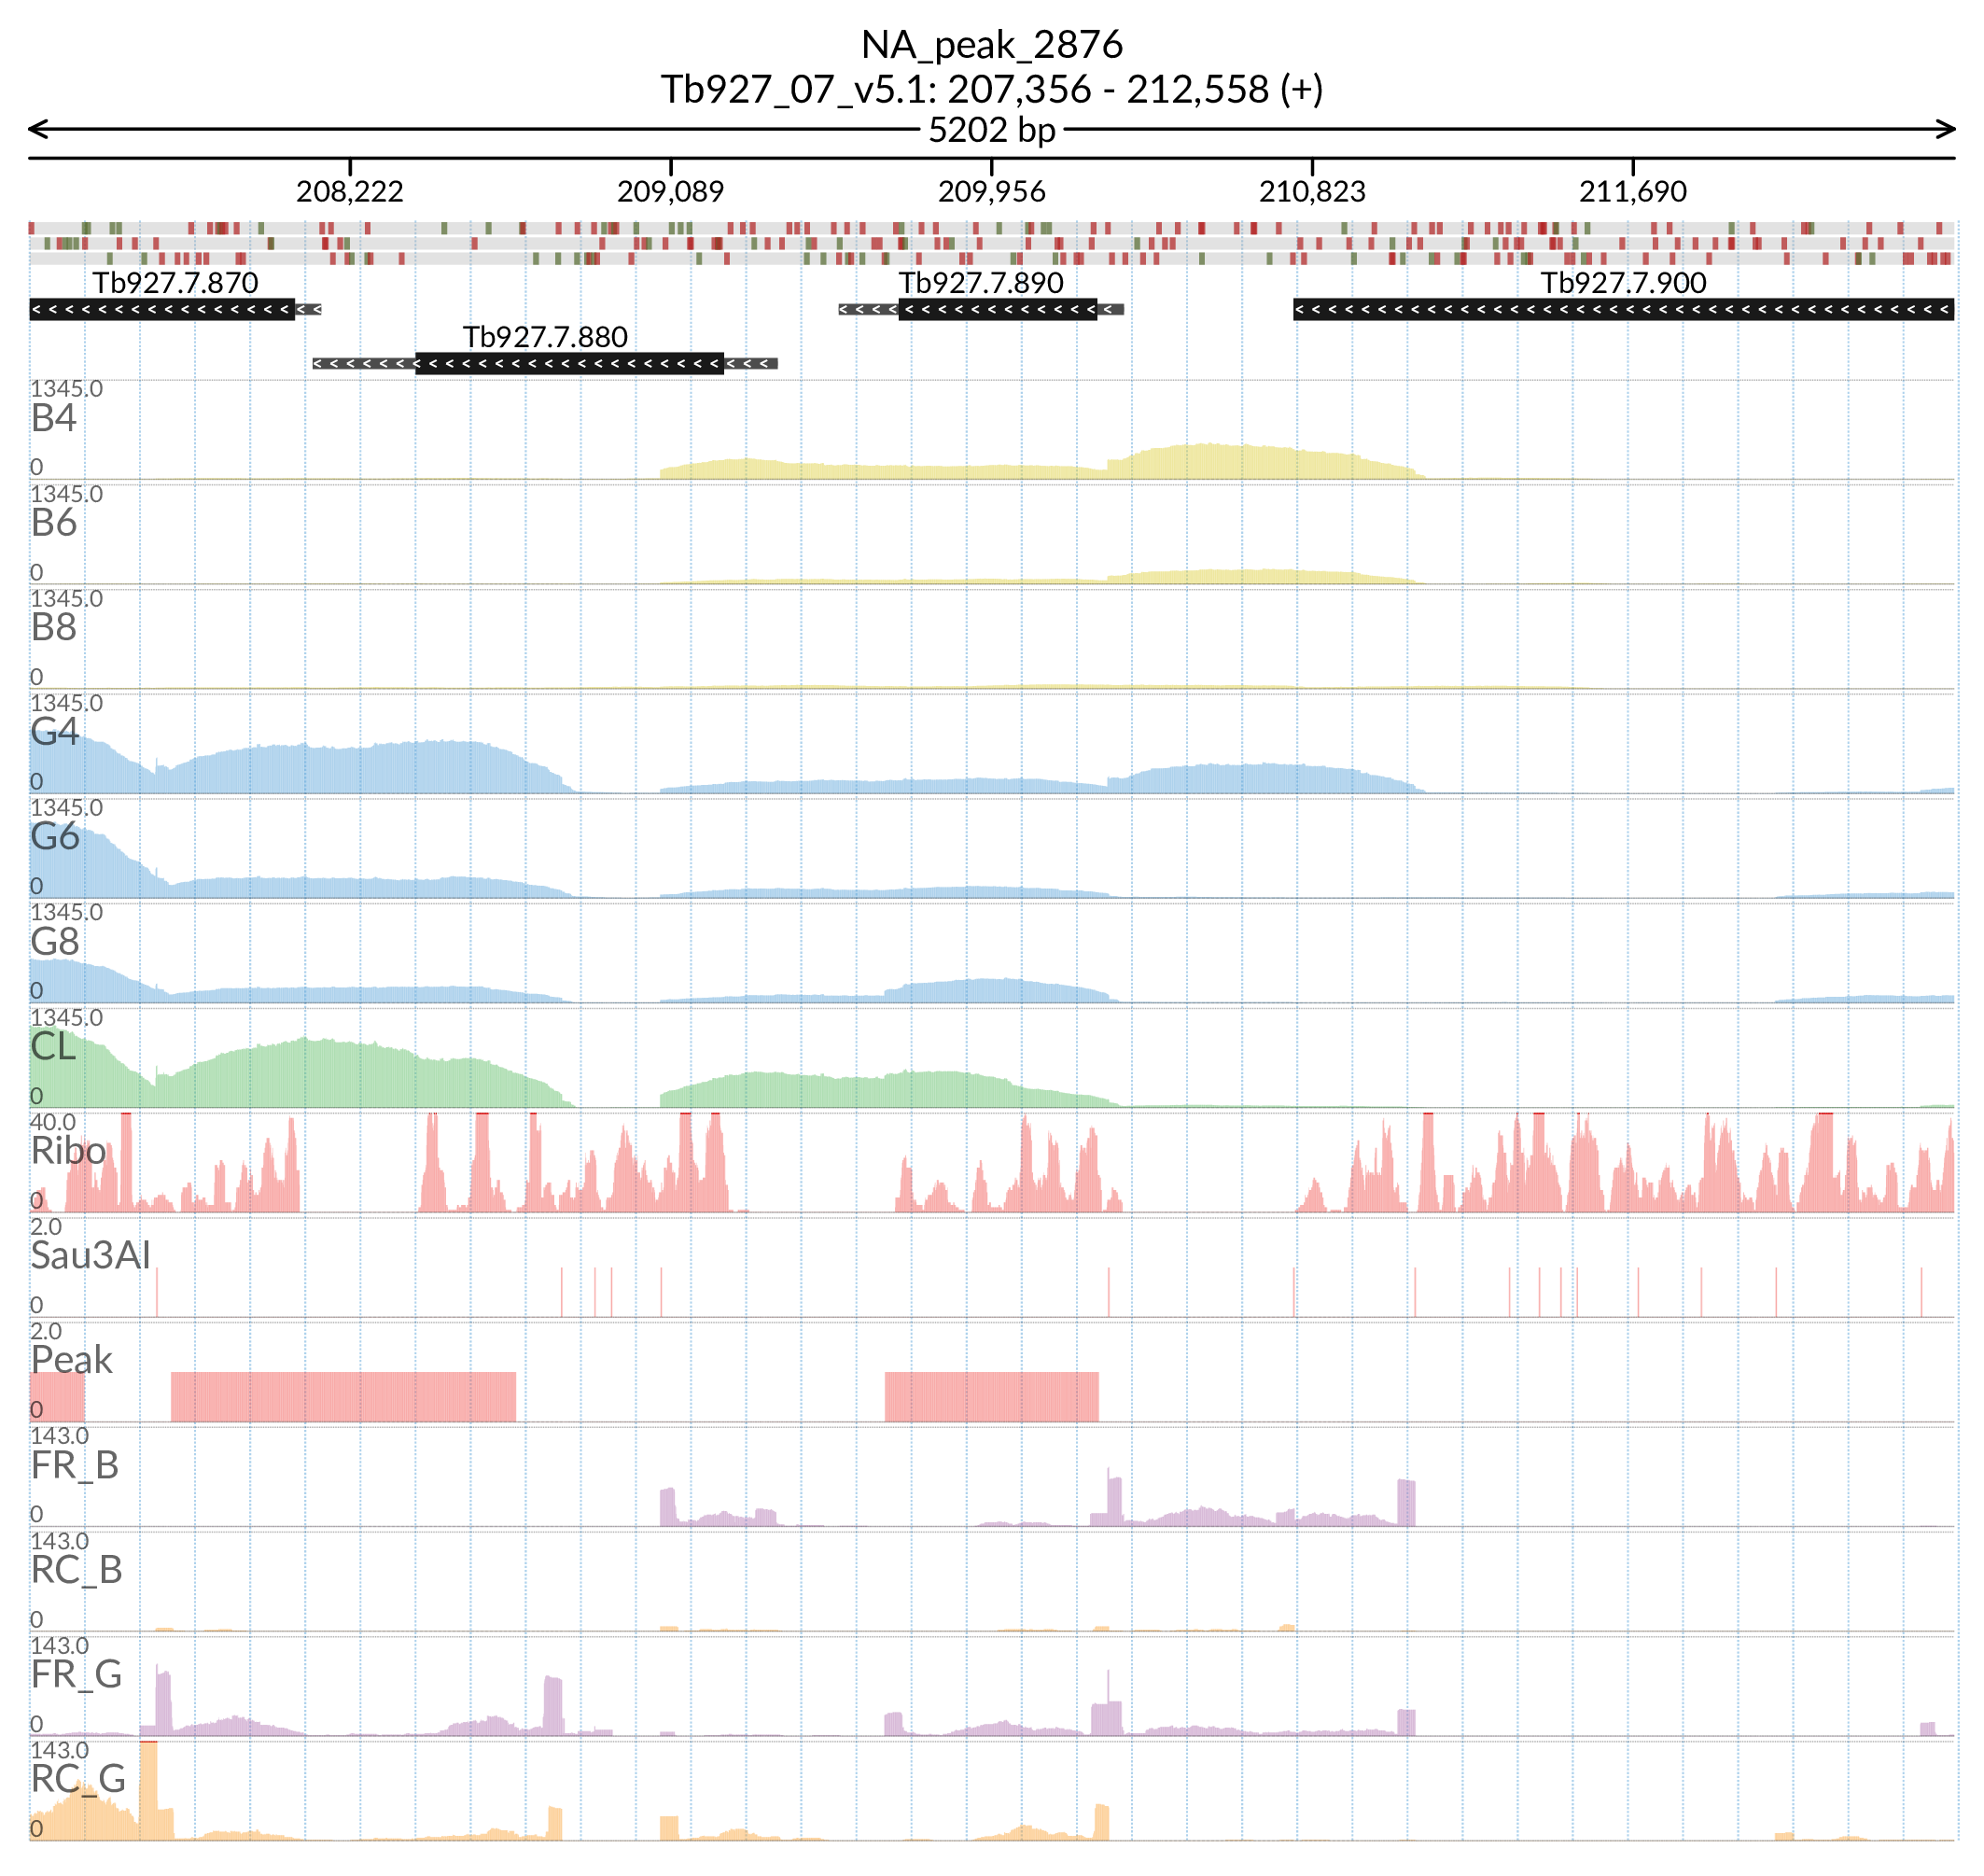 NA_peak_2876
Tb927_07_v5.1: 207,356 - 212,558 (+)
5202 bp
208,222 209,089 209,956 210,823 211,690
Tb927.7.870 Tb927.7.890 Tb927.7.900
Tb927.7.880
1345.0
B4
0
1345.0
B6
0
1345.0
B8
0
1345.0
G4
0
1345.0
G6
0
1345.0
G8
0
1345.0
CL
0
40.0
Ribo
0
2.0
Sau3AI
0
2.0
Peak
0
143.0
FR_B
0
143.0
RC_B
0
143.0
FR_G
0
143.0
RC_G
0